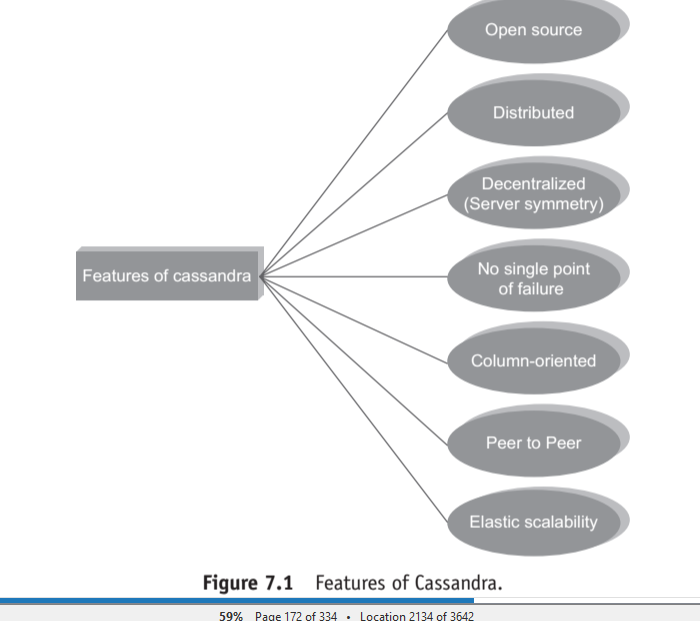 Open source
Distributed
Decentralized
(Server symmetry)
Features of cassandra
No single point
of failure
Column-oriented
Peer to Peer
Elastic scalability
Figure 7.1 Features of Cassandra.
59% Page 172 of 334 • Location 2134 of 3642